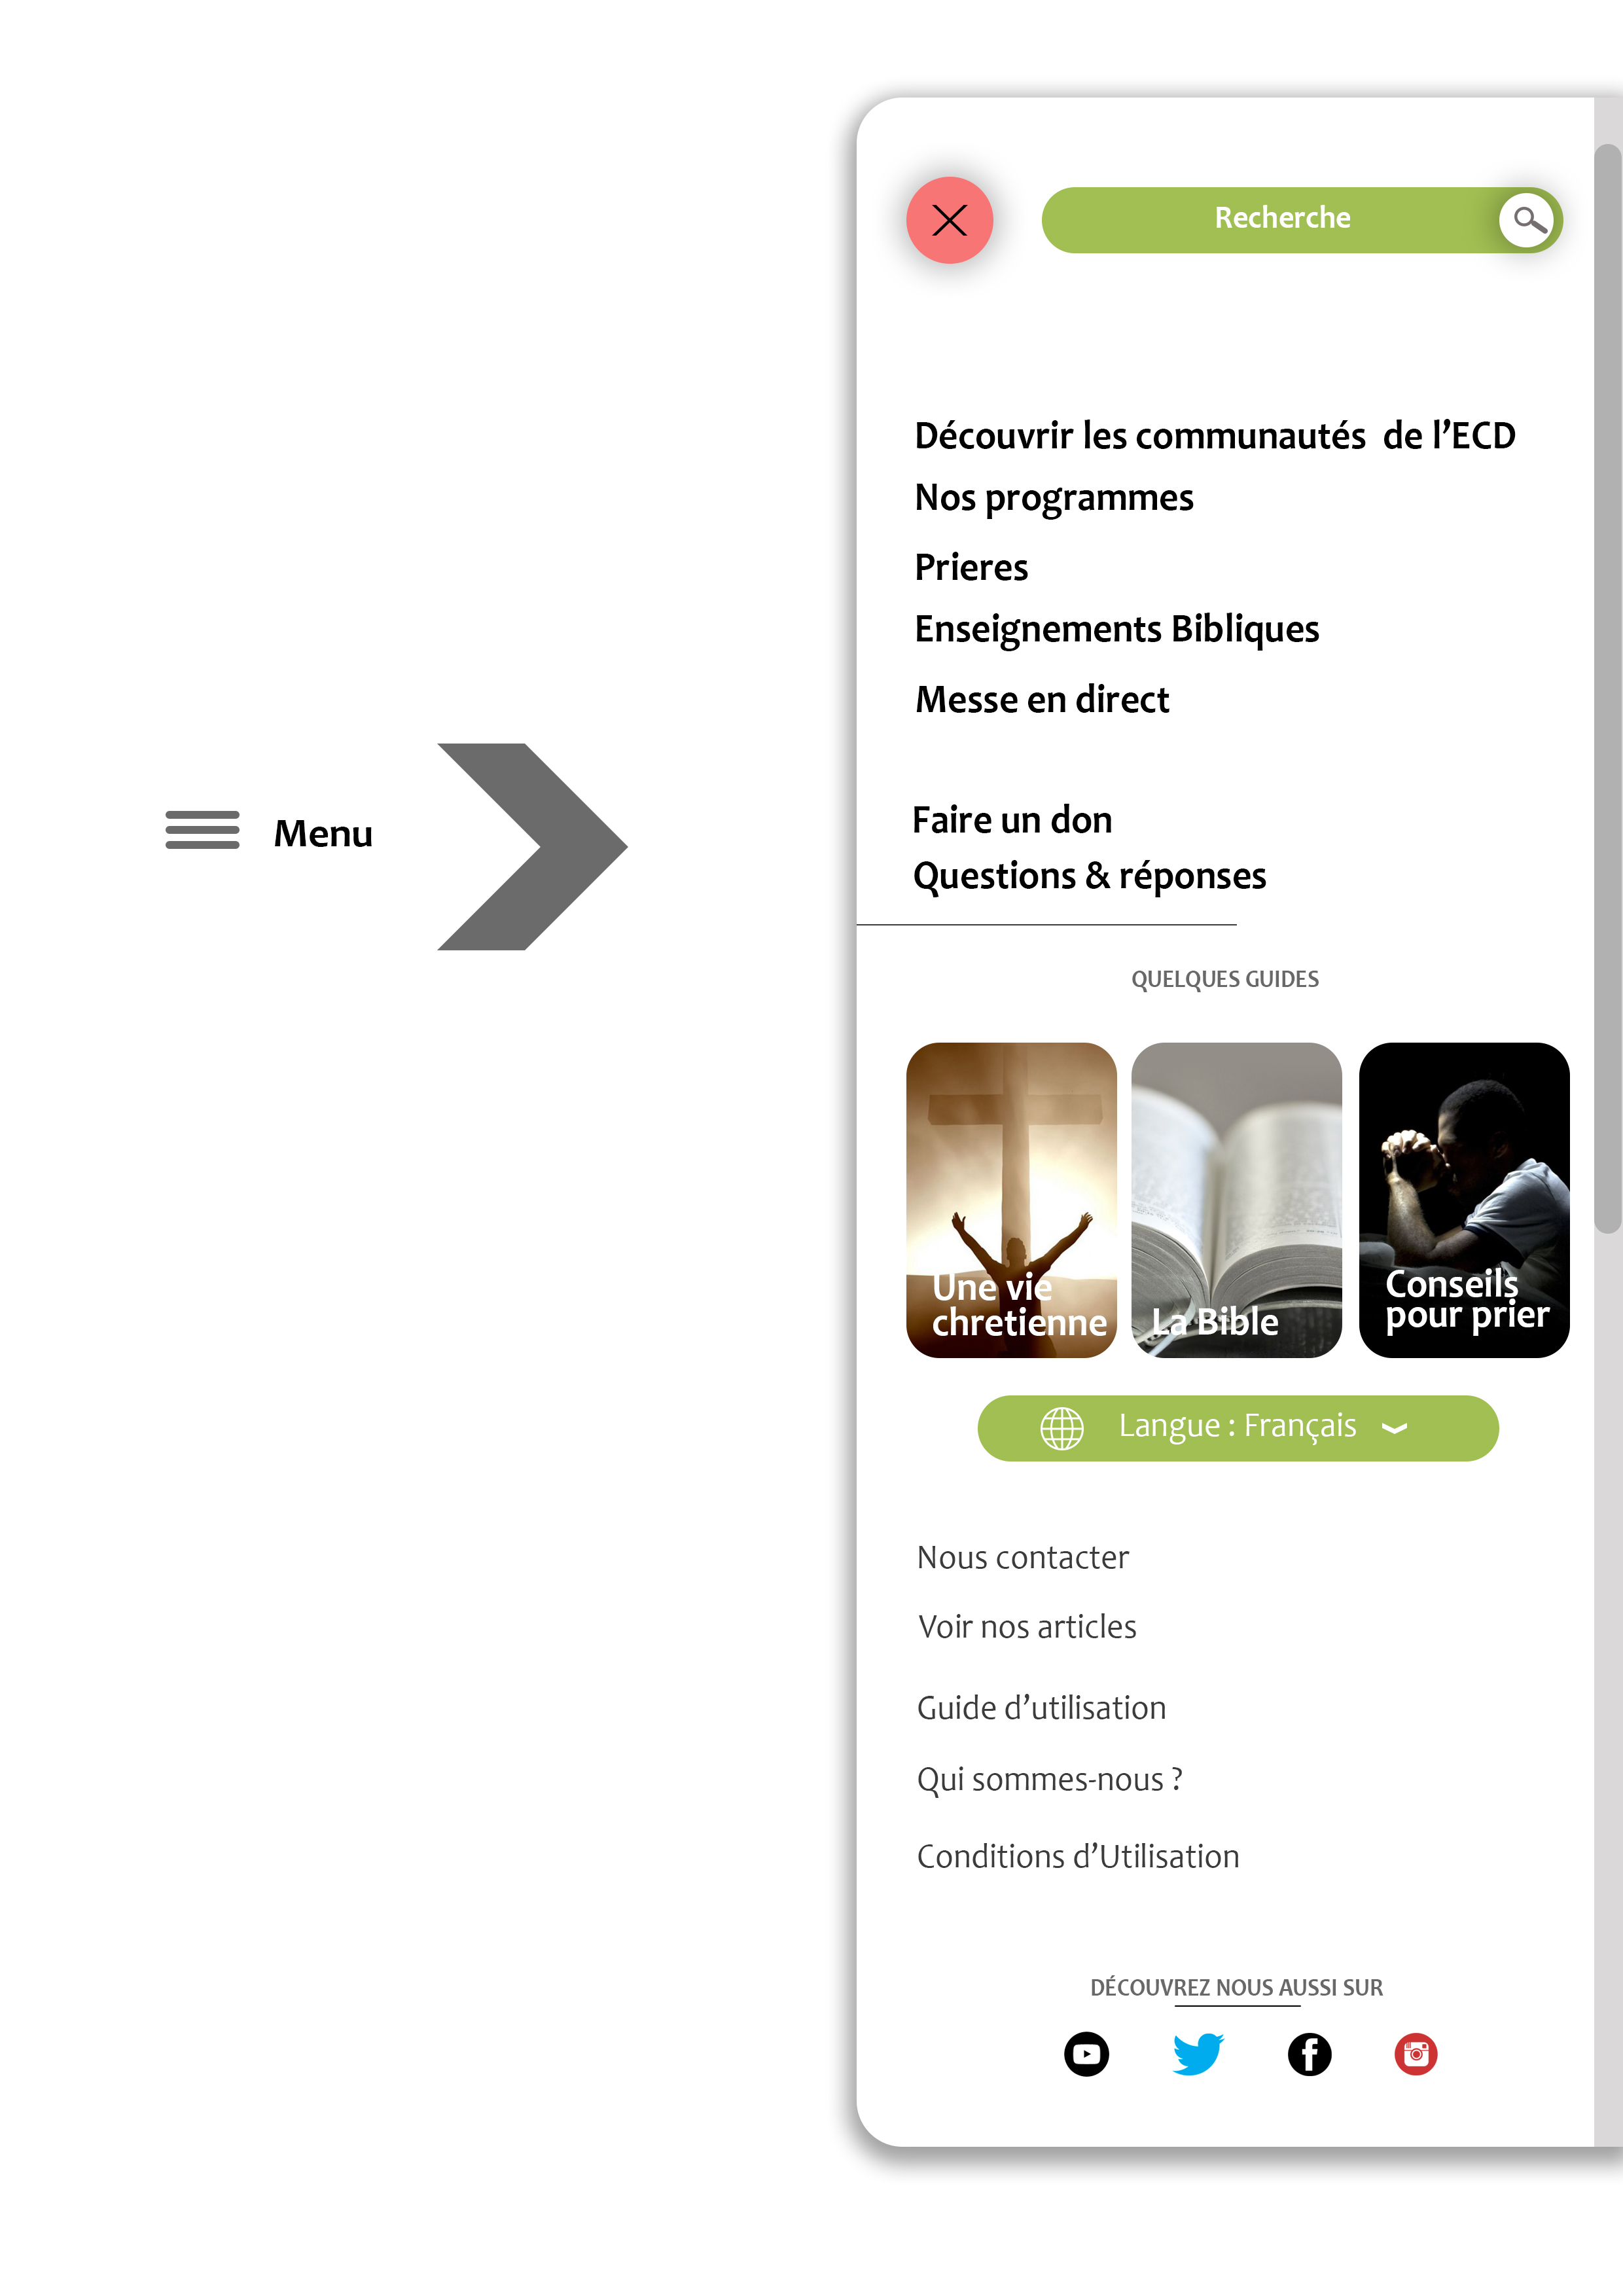 Menu
Recherche
Découvrir les communautés de l’ECD
Nos programmes
Prieres
Enseignements Bibliques
Messe en direct
Faire un don
Questions & réponses
QUELQUES GUIDES
Une vie
chretienne
La Bible
Conseils
pour prier
Langue : Français
Nous contacter
Voir nos articles
Guide d’utilisation
Qui sommes-nous ?
Conditions d’Utilisation
DÉCOUVREZ NOUS AUSSI SUR